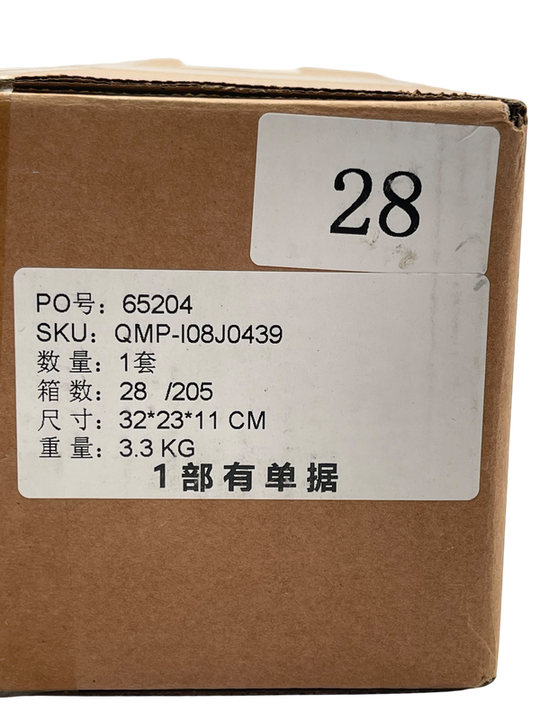 28
PO号：65204
SKU：QMP-I08J0439
数 量：1套
箱 数：28 /205
尺 寸：32*23*11 CM
重 量：3.3 KG
1部有单据